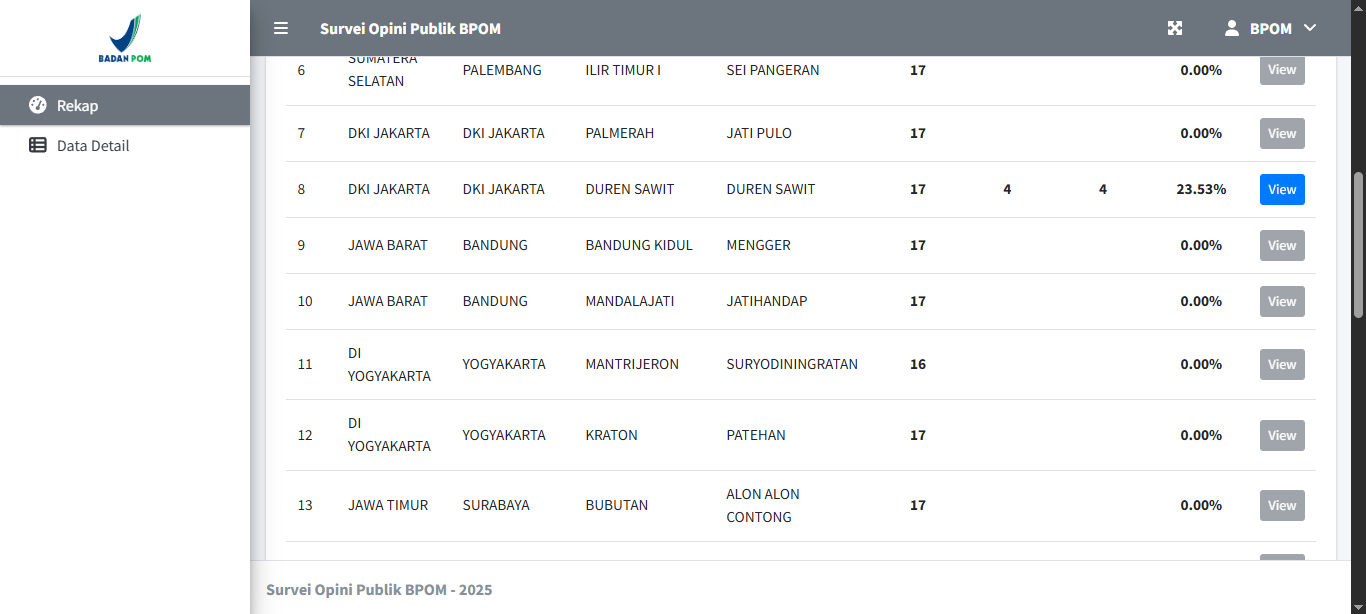 BADAN POM
Survei Opini Publik BPOM
BPOM
Rekap
Data Detail
6 SUMATERA SELATAN PALEMBANG ILIR TIMUR I SEI PANGERAN 17 0.00% View
7 DKI JAKARTA DKI JAKARTA PALMERAH JATI PULO 17 0.00% View
8 DKI JAKARTA DKI JAKARTA DUREN SAWIT DUREN SAWIT 17 4 4 23.53% View
9 JAWA BARAT BANDUNG BANDUNG KIDUL MENGGER 17 0.00% View
10 JAWA BARAT BANDUNG MANDALAJATI JATIHANDAP 17 0.00% View
11 DI YOGYAKARTA YOGYAKARTA MANTRIJERON SURYODININGRATAN 16 0.00% View
12 DI YOGYAKARTA YOGYAKARTA KRATON PATEHAN 17 0.00% View
13 JAWA TIMUR SURABAYA BUBUTAN ALON ALON CONTONG 17 0.00% View
Survei Opini Publik BPOM - 2025